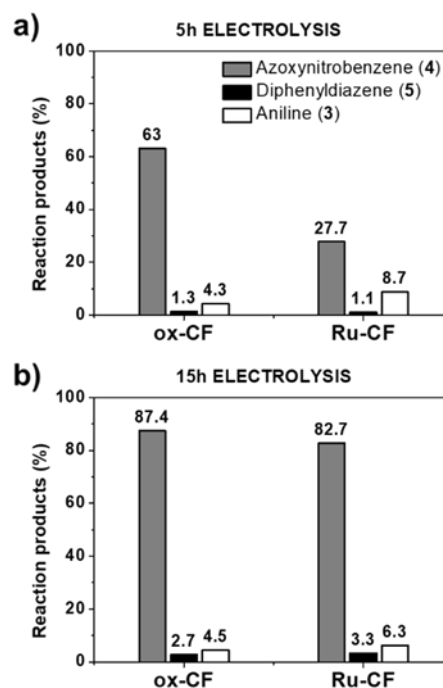 a)
5h ELECTROLYSIS
Reaction products (%)
100
80
60
40
20
0
Azoxynitrobenzene (4)
Diphenyldiazene (5)
Aniline (3)
63
1.3
4.3
27.7
1.1
8.7
ox-CF
Ru-CF
b)
15h ELECTROLYSIS
Reaction products (%)
100
80
60
40
20
0
87.4
2.7
4.5
82.7
3.3
6.3
ox-CF
Ru-CF